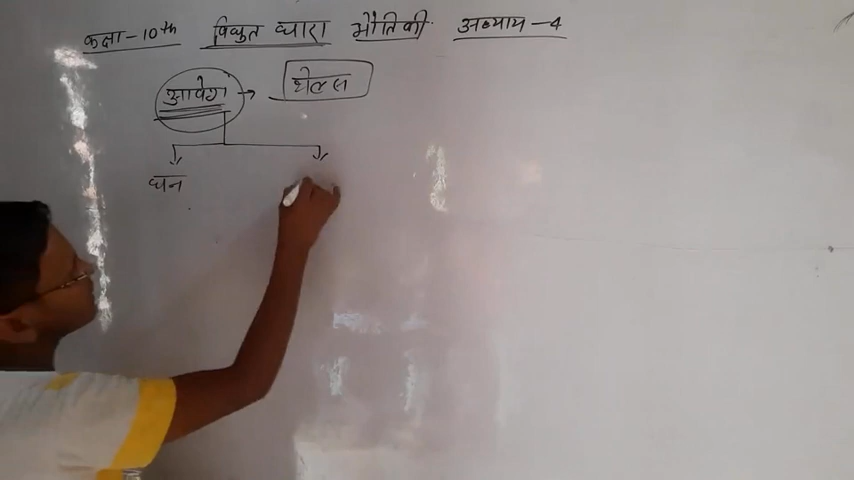 कक्षा-10th विद्युत धारा भौतिकी अध्याय-4
आवेश → थेल्स
धन